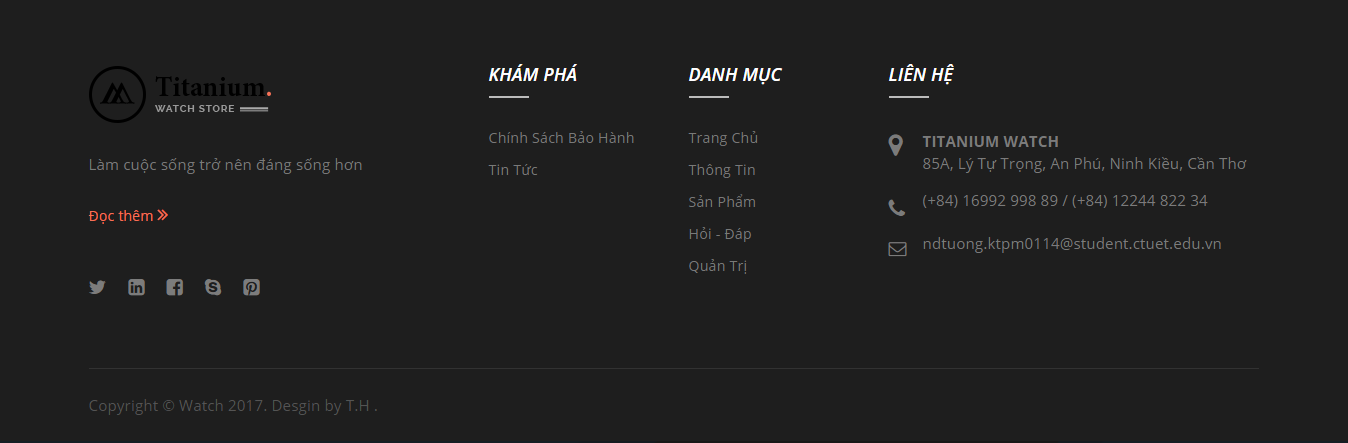 Titanium.
WATCH STORE
Làm cuộc sống trở nên đáng sống hơn
Đọc thêm
KHÁM PHÁ
Chính Sách Bảo Hành
Tin Tức
DANH MỤC
Trang Chủ
Thông Tin
Sản Phẩm
Hỏi - Đáp
Quản Trị
LIÊN HỆ
TITANIUM WATCH
85A, Lý Tự Trọng, An Phú, Ninh Kiều, Cần Thơ
(+84) 16992 998 89 / (+84) 12244 822 34
ndtuong.ktpm0114@student.ctuet.edu.vn
Copyright © Watch 2017. Desgin by T.H .